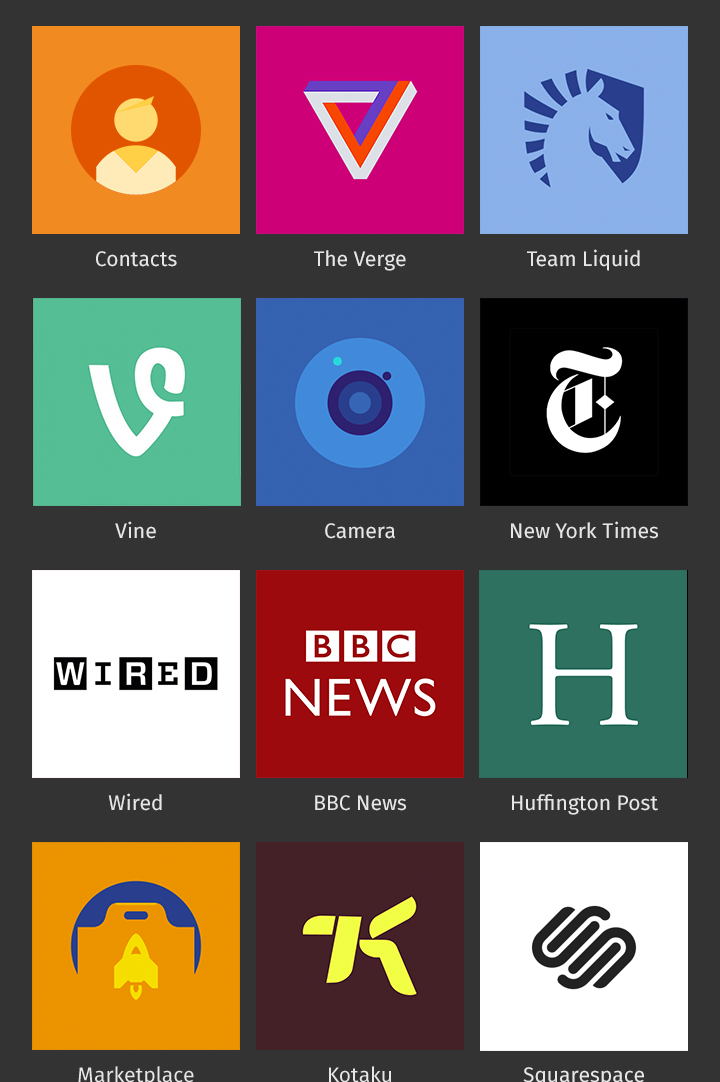 Contacts
The Verge
Team Liquid
Vine
Camera
New York Times
WIRED
BBC
NEWS
H
Wired
BBC News
Huffington Post
Marketplace
Kotaku
Squarespace